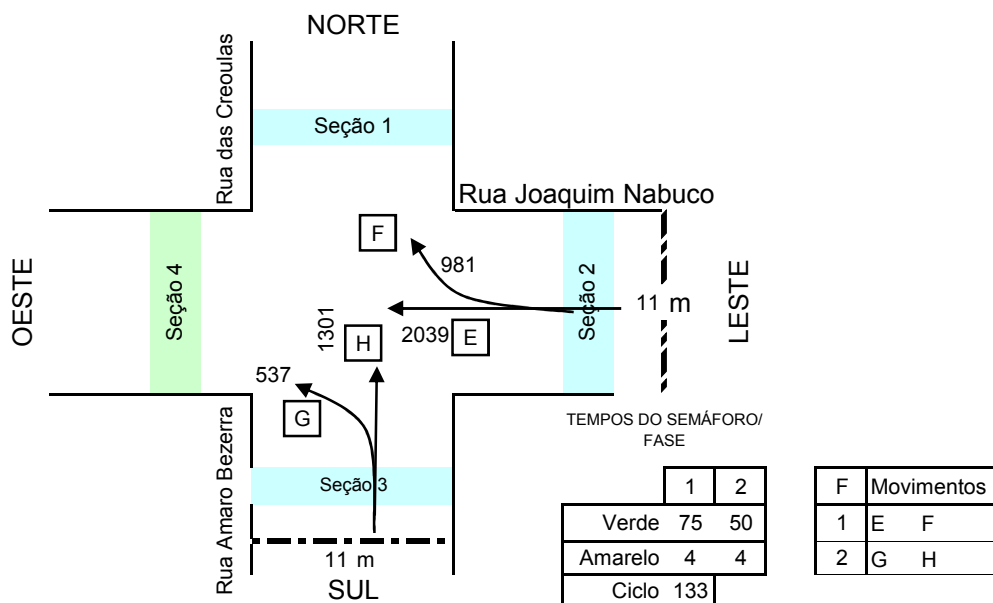 NORTE
Rua das Creoulas
Seção 1
Rua Joaquim Nabuco
F
981
OESTE
Seção 4
Seção 2
11 m
LESTE
1301
H
2039
E
537
G
Rua Amaro Bezerra
Seção 3
11 m
SUL
TEMPOS DO SEMÁFORO/
FASE
1 2
Verde 75 50
Amarelo 4 4
Ciclo 133
F Movimentos
1 E F
2 G H